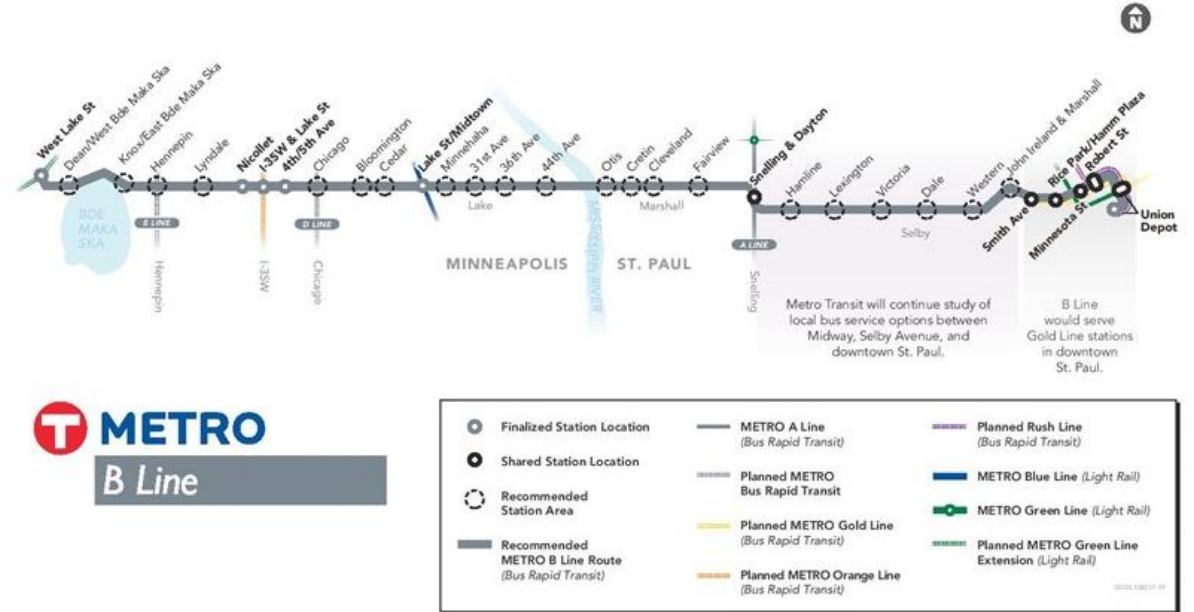 N
West Lake St
Dean/West Bde Maka Ska
Knox/East Bde Maka Ska
Hennepin
Lyndale
Nicollet
I-35W & Lake St
4th/5th Ave
Chicago
Bloomington
Cedar
Lake St/Midtown
Minnehaha
31st Ave
36th Ave
44th Ave
Otis
Cretin
Cleveland
Fairview
Snelling & Dayton
Hamline
Lexington
Victoria
Dale
Western
John Ireland & Marshall
Smith Ave
Rice Park/Hamm Plaza
Minnesota St
Robert St
Union
Depot
Lake
Marshall
Selby
BDE
MAKA
SKA
E LINE
D LINE
A LINE
Hennepin
I-35W
Chicago
Snelling
MISSISSIPPI RIVER
MINNEAPOLIS
ST. PAUL
Metro Transit will continue study of
local bus service options between
Midway, Selby Avenue, and
downtown St. Paul.
B Line
would serve
Gold Line stations
in downtown
St. Paul.
T METRO
B Line
Finalized Station Location
Shared Station Location
Recommended
Station Area
Recommended
METRO B Line Route
(Bus Rapid Transit)
METRO A Line
(Bus Rapid Transit)
Planned METRO
Bus Rapid Transit
Planned METRO Gold Line
(Bus Rapid Transit)
Planned METRO Orange Line
(Bus Rapid Transit)
Planned Rush Line
(Bus Rapid Transit)
METRO Blue Line (Light Rail)
METRO Green Line (Light Rail)
Planned METRO Green Line
Extension (Light Rail)